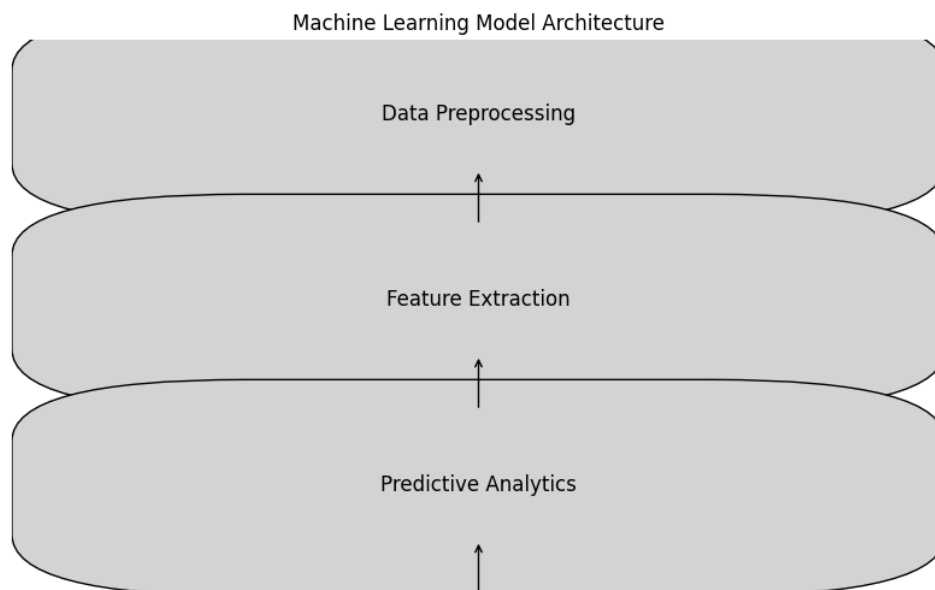 Machine Learning Model Architecture
Data Preprocessing
Feature Extraction
Predictive Analytics